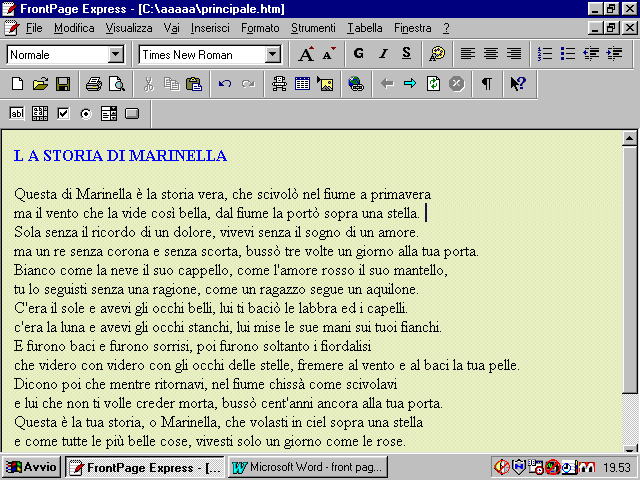 FrontPage Express - [C:\aaaaa\principale.htm]
File Modifica Visualizza Vai Inserisci Formato Strumenti Tabella Finestra ?
Normale Times New Roman A A G I S
L A STORIA DI MARINELLA
Questa di Marinella è la storia vera, che scivolò nel fiume a primavera
ma il vento che la vide così bella, dal fiume la portò sopra una stella.
Sola senza il ricordo di un dolore, vivevi senza il sogno di un amore.
ma un re senza corona e senza scorta, bussò tre volte un giorno alla tua porta.
Bianco come la neve il suo cappello, come l'amore rosso il suo mantello,
tu lo seguisti senza una ragione, come un ragazzo segue un aquilone.
C'era il sole e avevi gli occhi belli, lui ti baciò le labbra ed i capelli.
c'era la luna e avevi gli occhi stanchi, lui mise le sue mani sui tuoi fianchi.
E furono baci e furono sorrisi, poi furono soltanto i fiordalisi
che videro con videro con gli occhi delle stelle, fremere al vento e al baci la tua pelle.
Dicono poi che mentre ritornavi, nel fiume chissà come scivolavi
e lui che non ti volle creder morta, bussò cent'anni ancora alla tua porta.
Questa è la tua storia, o Marinella, che volasti in ciel sopra una stella
e come tutte le più belle cose, vivesti solo un giorno come le rose.
Avvio FrontPage Express - [... Microsoft Word - front pag... 19.53